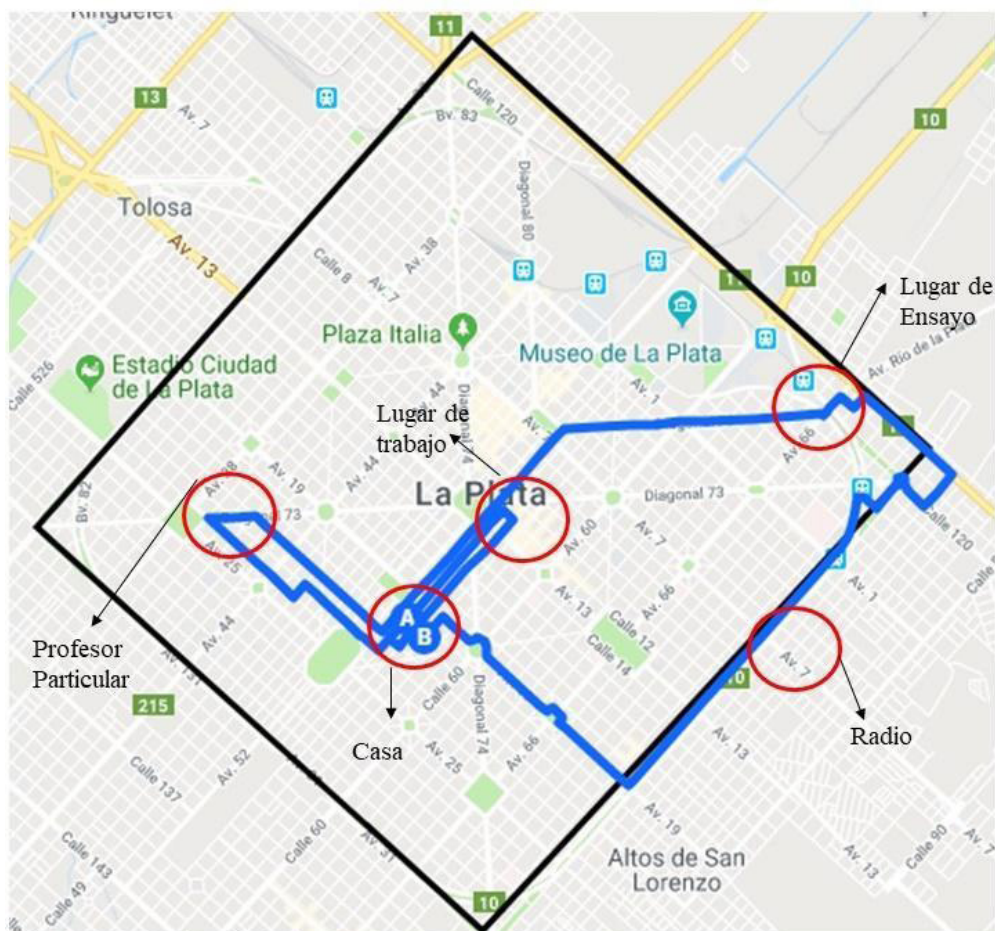 Ringuelet
11
13
Av. 7
Calle 120
Bv. 83
10
Tolosa
Diagonal 80
Av. 13
Av. 38
Calle 8
Av. 7
10
Lugar de
Ensayo
Plaza Italia
Museo de La Plata
Av. Rio de la Plata
Calle 526
Estadio Ciudad
de La Plata
Av. 44
Diagonal 74
Av. 1
Lugar de
trabajo
Av. 66
Av. 19
Av. 44
La Plata
Diagonal 73
Bv. 82
73
Av. 60
Av. 7
Calle 120
Av. 25
Av. 13
Av. 66
Av. 1
Calle 12
Calle 14
A
B
Av. 44
Profesor
Particular
Calle 60
Av. 7
10
215
Diagonal 74
Radio
Casa
Av. 25
Av. 66
Av. 13
Av. 52
Calle 137
Av. 19
Calle 60
Av. 31
Calle 90
Av. 7
Altos de San
Lorenzo
Av. 13
Calle 143
Calle 49
10